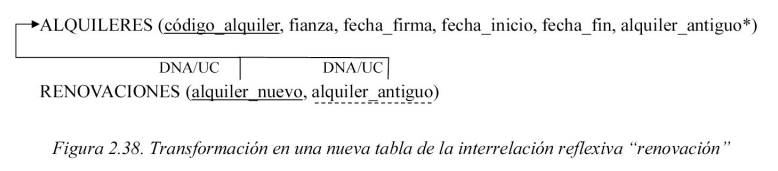 ALQUILERES (código_alquiler, fianza, fecha_firma, fecha_inicio, fecha_fin, alquiler_antiguo*)
DNA/UC DNA/UC
RENOVACIONES (alquiler_nuevo, alquiler_antiguo)
Figura 2.38. Transformación en una nueva tabla de la interrelación reflexiva “renovación”